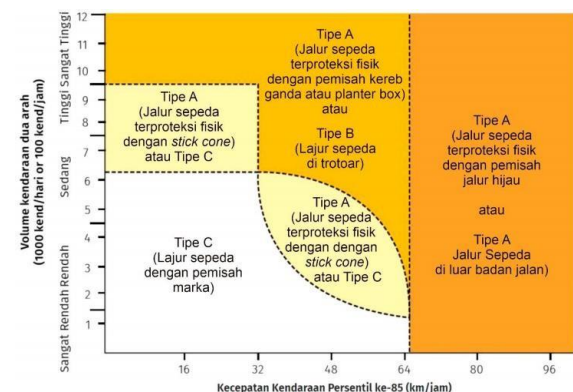 Volume kendaraan dua arah
(1000 kend/hari or 100 kend/jam)
Sangat Rendah
Rendah
Sedang
Tinggi
Sangat Tinggi
12
11
10
9
8
7
6
5
4
3
2
1
Tipe A
(Jalur sepeda
terproteksi fisik
dengan stick cone)
atau Tipe C
Tipe A
(Jalur sepeda
terproteksi fisik
dengan pemisah kereb
ganda atau planter box)
atau
Tipe B
(Lajur sepeda
di trotoar)
Tipe A
(Jalur sepeda
terproteksi fisik
dengan dengan
stick cone)
atau Tipe C
Tipe C
(Lajur sepeda
dengan pemisah
marka)
Tipe A
(Jalur sepeda
terproteksi fisik
dengan pemisah
jalur hijau
atau
Tipe A
Jalur Sepeda
di luar badan jalan)
16 32 48 64 80 96
Kecepatan Kendaraan Persentil ke-85 (km/jam)